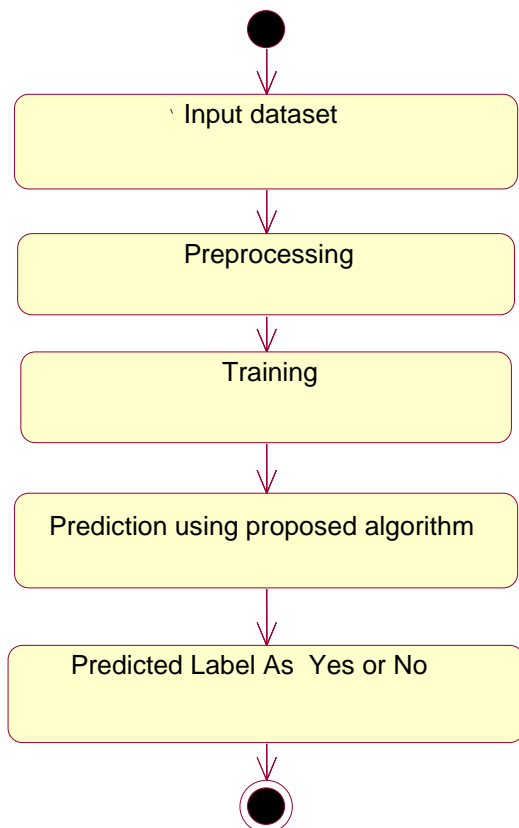 Input dataset
Preprocessing
Training
Prediction using proposed algorithm
Predicted Label As Yes or No